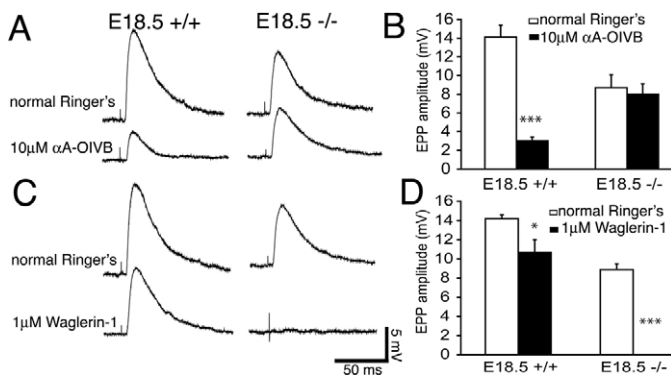 A
E18.5 +/+
E18.5 -/-
normal Ringer's
10μM αA-OIVB
B
EPP amplitude (mV)
16
14
12
10
8
6
4
2
0
normal Ringer's
10μM αA-OIVB
***
E18.5 +/+
E18.5 -/-
C
normal Ringer's
1μM Waglerin-1
5 mV
50 ms
D
EPP amplitude (mV)
16
14
12
10
8
6
4
2
0
normal Ringer's
1μM Waglerin-1
*
***
E18.5 +/+
E18.5 -/-